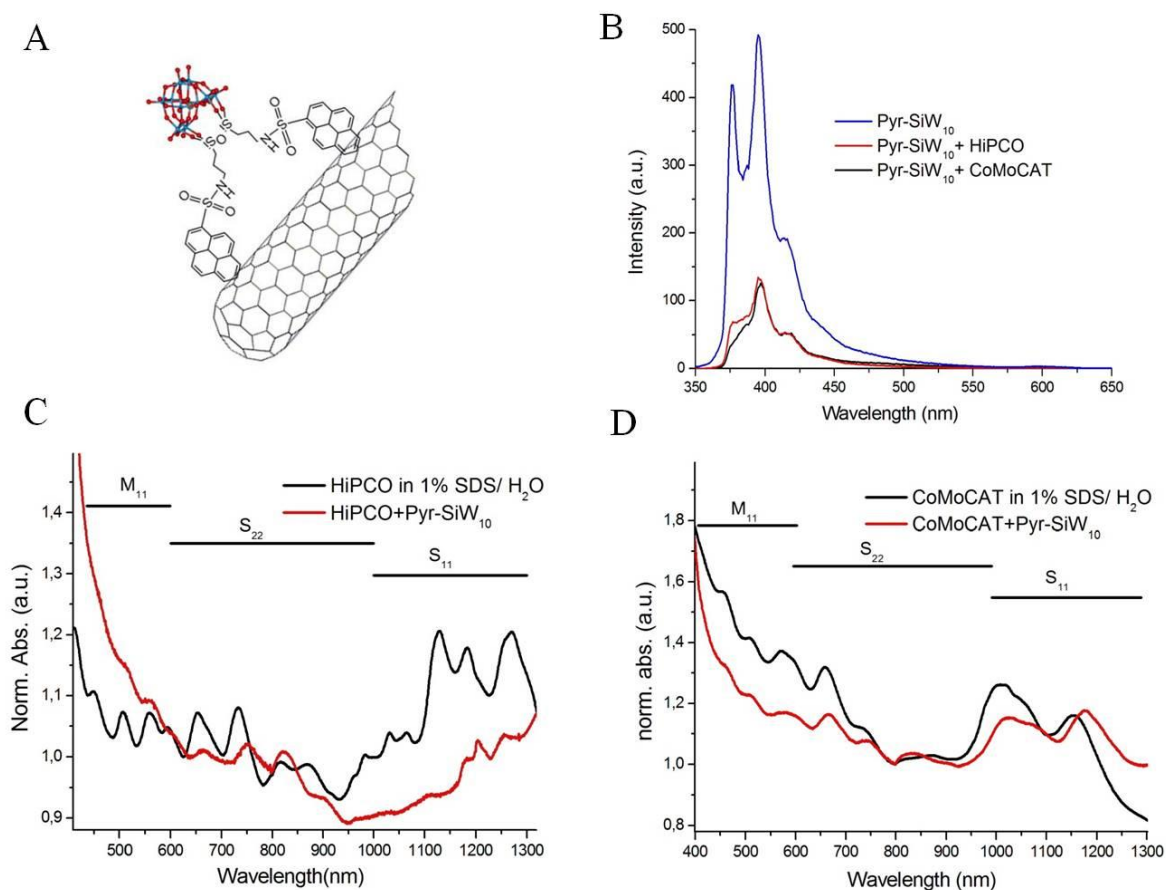 A
Si
Si
O
NH
NH
S
S
O
O
O
O
B
Intensity (a.u.)
500
400
300
200
100
0
350 400 450 500 550 600 650
Wavelength (nm)
Pyr-SiW₁₀
Pyr-SiW₁₀+ HiPCO
Pyr-SiW₁₀+ CoMoCAT
C
Norm. Abs. (a.u.)
1,4
1,3
1,2
1,1
1,0
0,9
500 600 700 800 900 1000 1100 1200 1300
Wavelength(nm)
M₁₁
S₂₂
S₁₁
HiPCO in 1% SDS/ H₂O
HiPCO+Pyr-SiW₁₀
D
norm. abs. (a.u.)
1,8
1,6
1,4
1,2
1,0
0,8
400 500 600 700 800 900 1000 1100 1200 1300
Wavelength (nm)
M₁₁
S₂₂
S₁₁
CoMoCAT in 1% SDS/ H₂O
CoMoCAT+Pyr-SiW₁₀